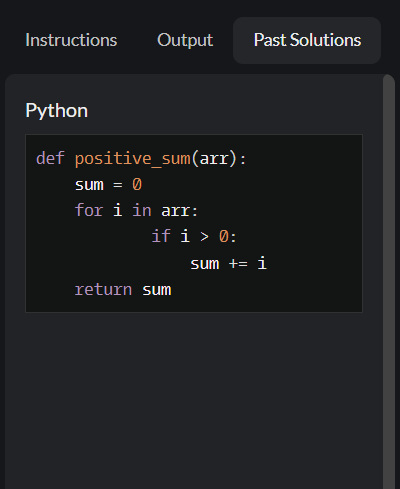 Instructions Output Past Solutions
Python
def positive_sum(arr):
    sum = 0
    for i in arr:
            if i > 0:
                sum += i
    return sum